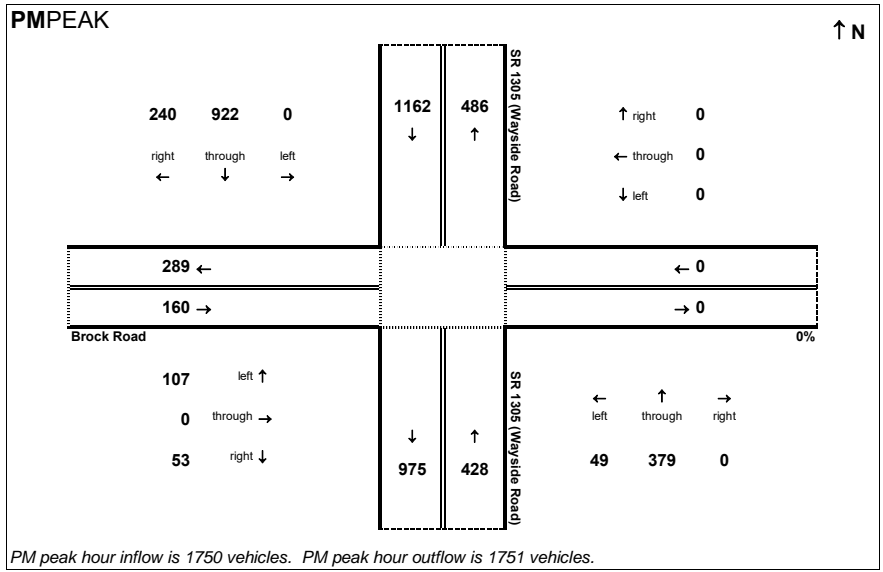 PMPEAK
↑ N
240 922 0
right through left
← ↓ →
1162 486
↓ ↑
SR 1305 (Wayside Road)
↑ right 0
← through 0
↓ left 0
289 ←
160 →
← 0
→ 0
Brock Road
0%
107 left ↑
0 through →
53 right ↓
↓ ↑
975 428
SR 1305 (Wayside Road)
← ↑ →
left through right
49 379 0
PM peak hour inflow is 1750 vehicles. PM peak hour outflow is 1751 vehicles.